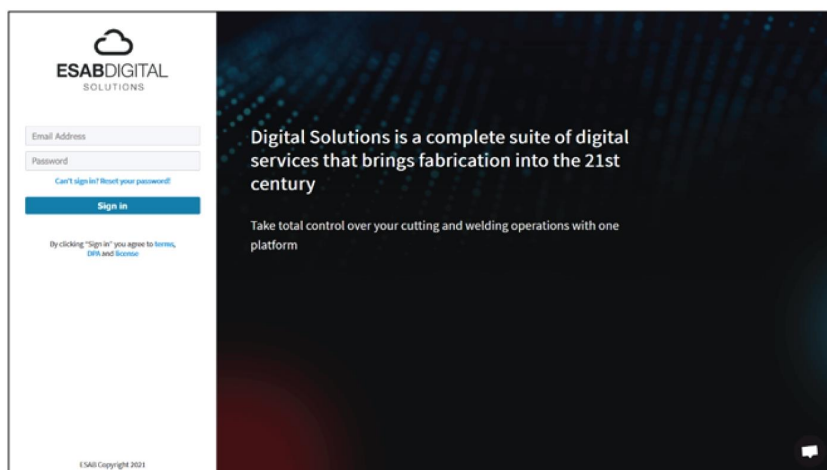 ESABDIGITAL
SOLUTIONS
Email Address
Password
Can't sign in? Reset your password!
Sign in
By clicking "Sign in" you agree to terms,
DPA and license
ESAB Copyright 2021
Digital Solutions is a complete suite of digital
services that brings fabrication into the 21st
century
Take total control over your cutting and welding operations with one
platform